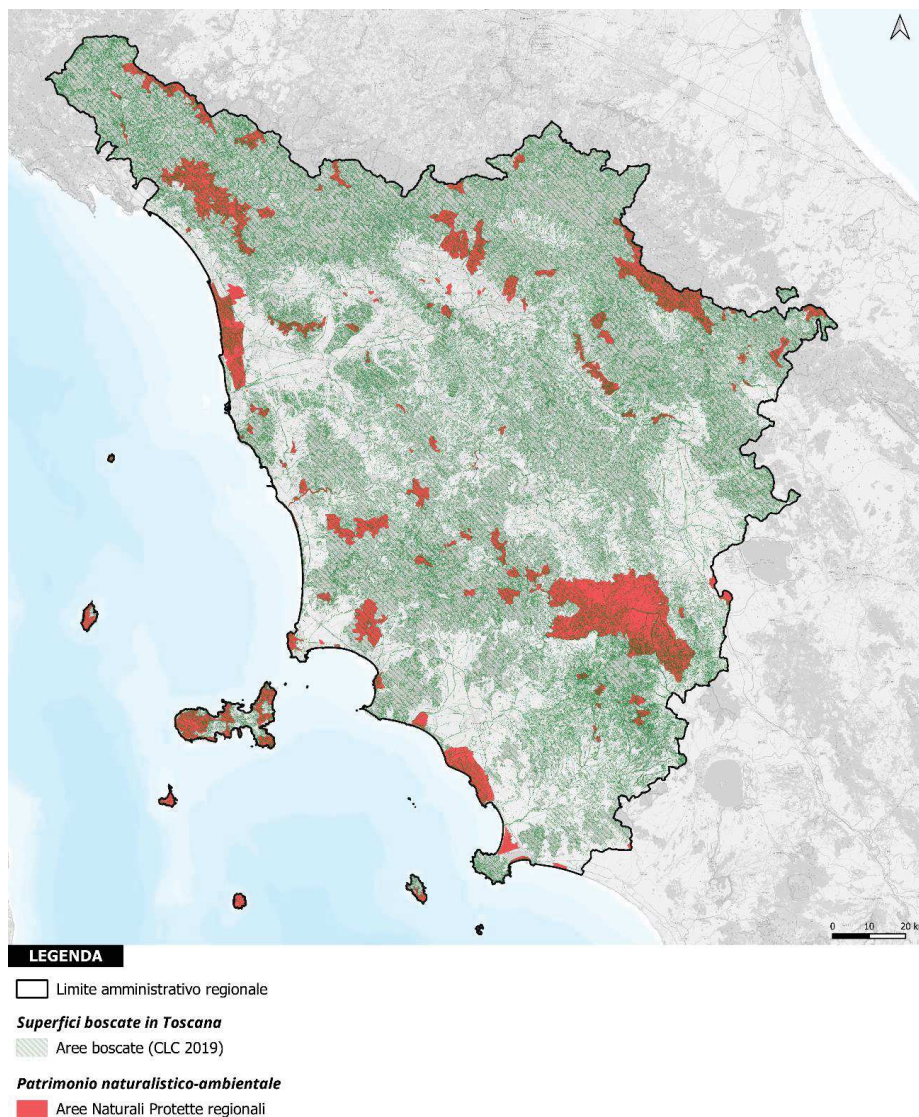 0 10 20 k
LEGENDA
Limite amministrativo regionale
Superfici boscate in Toscana
Aree boscate (CLC 2019)
Patrimonio naturalistico-ambientale
Aree Naturali Protette regionali